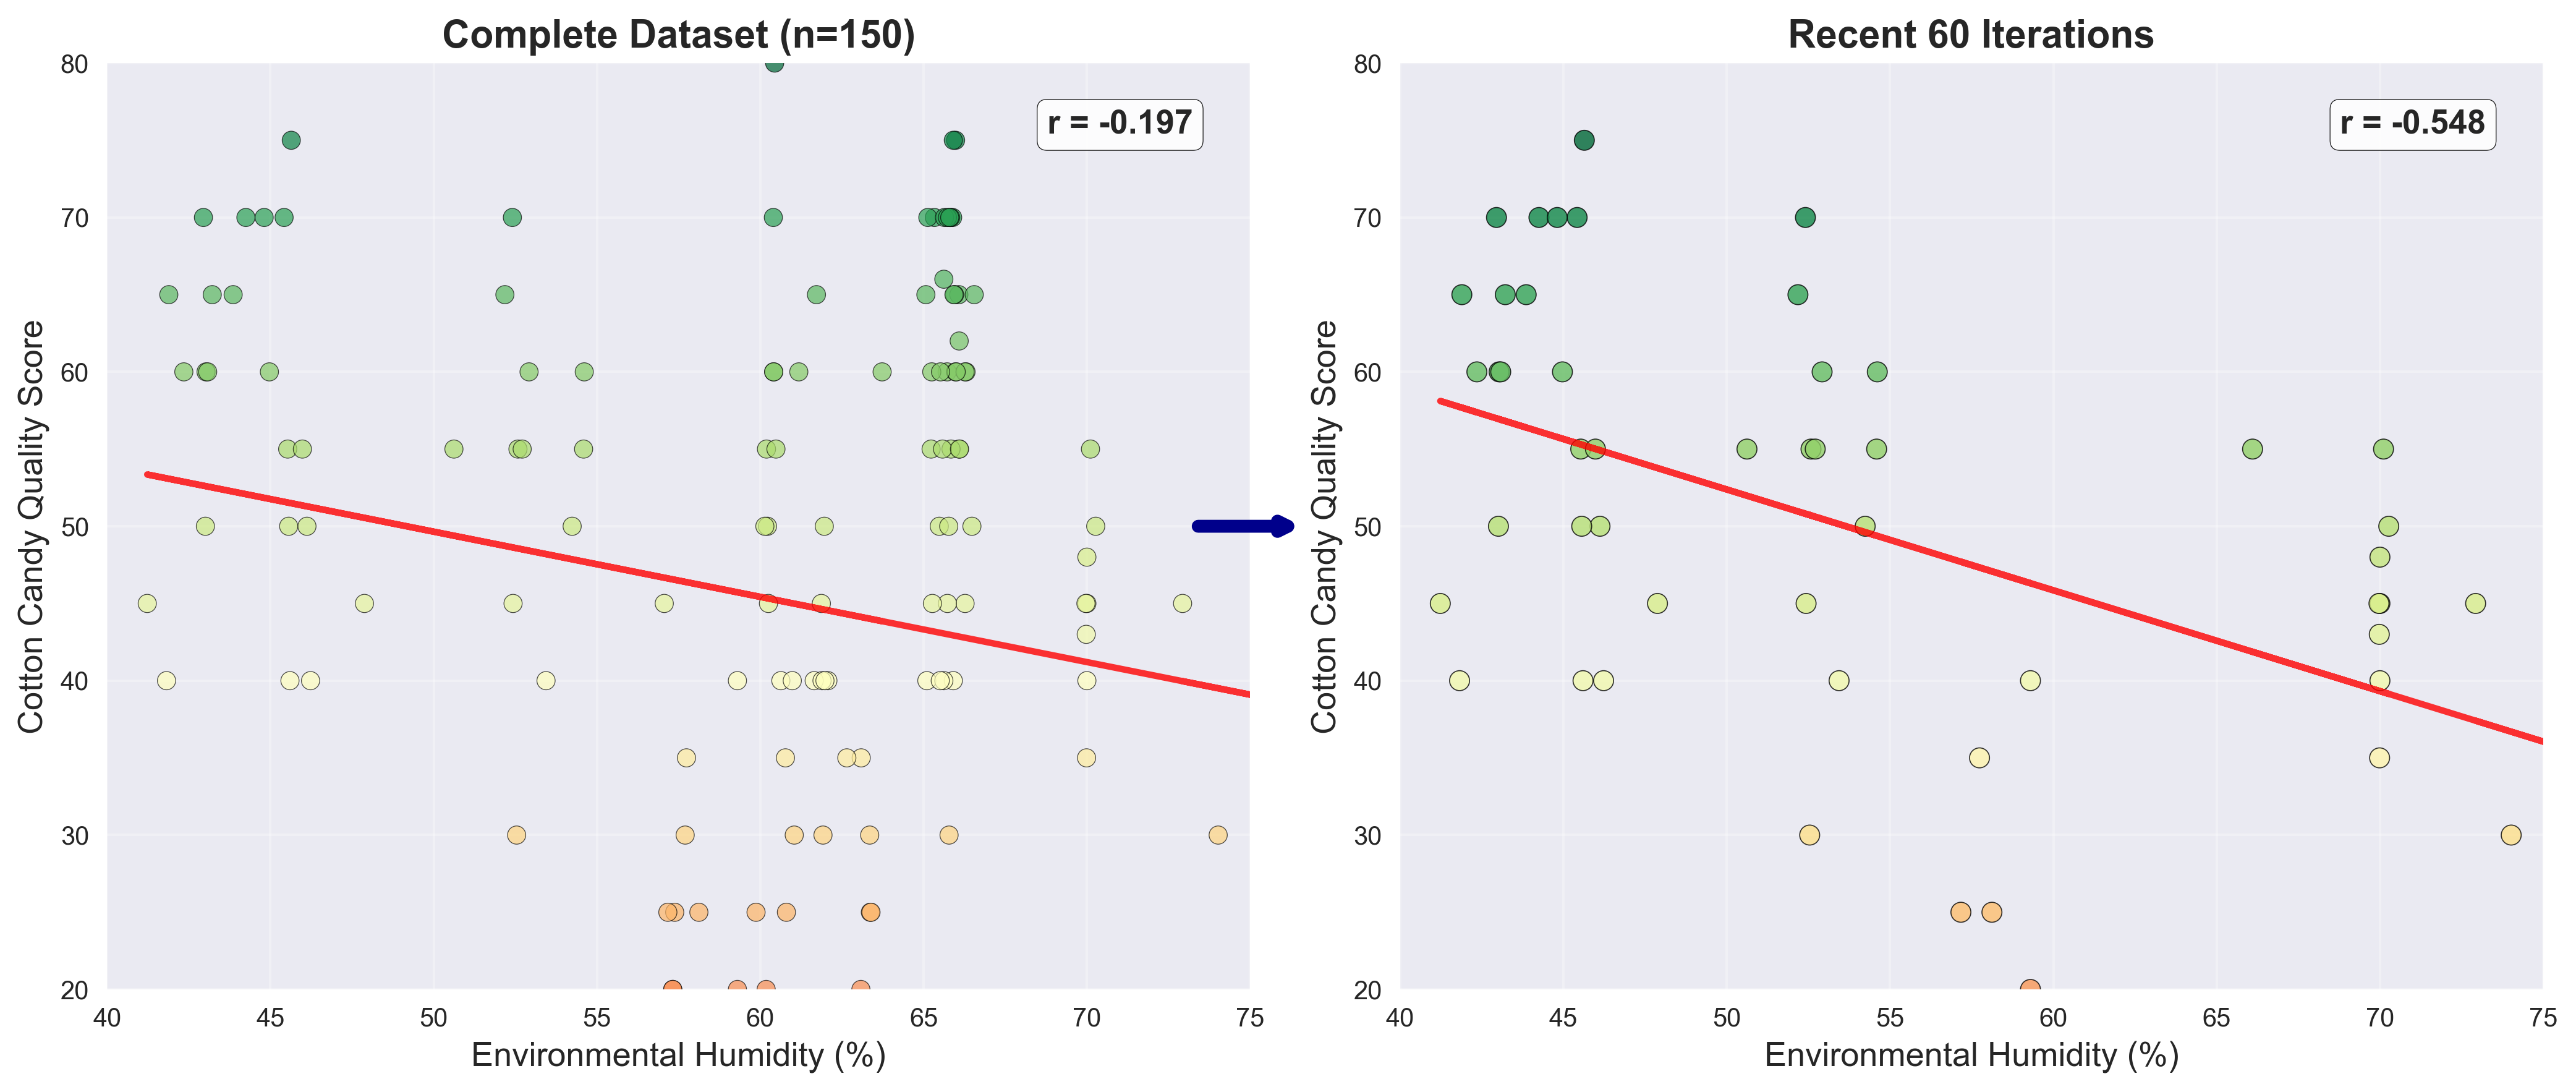 Complete Dataset (n=150)
r = -0.197
Cotton Candy Quality Score
80
70
60
50
40
30
20
40 45 50 55 60 65 70 75
Environmental Humidity (%)
Recent 60 Iterations
r = -0.548
Cotton Candy Quality Score
80
70
60
50
40
30
20
40 45 50 55 60 65 70 75
Environmental Humidity (%)